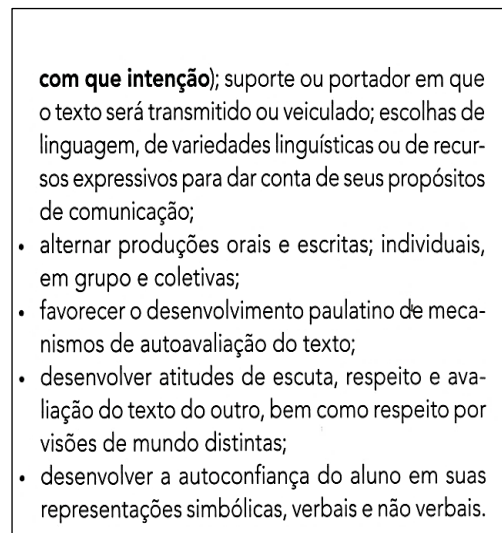 com que intenção); suporte ou portador em que
o texto será transmitido ou veiculado; escolhas de
linguagem, de variedades linguísticas ou de recur-
sos expressivos para dar conta de seus propósitos
de comunicação;
• alternar produções orais e escritas; individuais,
em grupo e coletivas;
• favorecer o desenvolvimento paulatino de meca-
nismos de autoavaliação do texto;
• desenvolver atitudes de escuta, respeito e ava-
liação do texto do outro, bem como respeito por
visões de mundo distintas;
• desenvolver a autoconfiança do aluno em suas
representações simbólicas, verbais e não verbais.